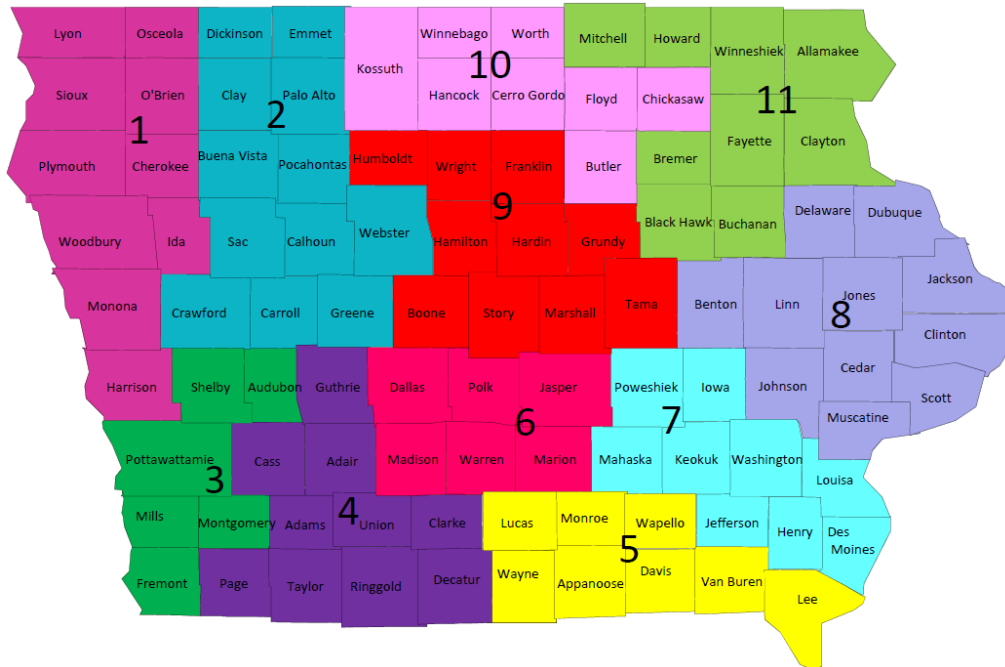 Lyon
Osceola
Dickinson
Emmet
Kossuth
Winnebago
Worth
Mitchell
Howard
Winneshiek
Allamakee
10
Sioux
O'Brien
Clay
Palo Alto
Hancock
Cerro Gordo
Floyd
Chickasaw
11
1
2
Plymouth
Cherokee
Buena Vista
Pocahontas
Humboldt
Wright
Franklin
Butler
Bremer
Fayette
Clayton
9
Woodbury
Ida
Sac
Calhoun
Webster
Hamilton
Hardin
Grundy
Black Hawk
Buchanan
Delaware
Dubuque
Monona
Crawford
Carroll
Greene
Boone
Story
Marshall
Tama
Benton
Linn
Jones
Jackson
8
Clinton
Harrison
Shelby
Audubon
Guthrie
Dallas
Polk
Jasper
Poweshiek
Iowa
Johnson
Cedar
Scott
6
7
Muscatine
Pottawattamie
3
Cass
Adair
Madison
Warren
Marion
Mahaska
Keokuk
Washington
Louisa
Mills
Montgomery
Adams
4
Union
Clarke
Lucas
Monroe
Wapello
Jefferson
Henry
Des
Moines
5
Fremont
Page
Taylor
Ringgold
Decatur
Wayne
Appanoose
Davis
Van Buren
Lee